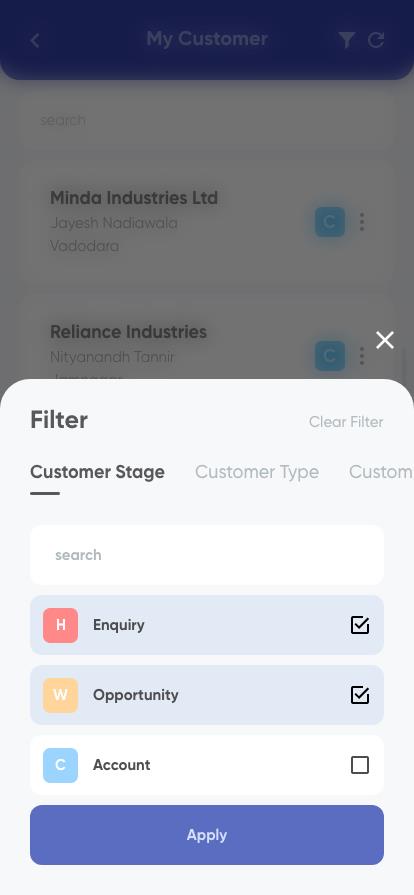 My Customer
search
Minda Industries Ltd
Jayesh Nadiawala
Vadodara
C
Reliance Industries
Nityanandh Tannir
C
Filter
Clear Filter
Customer Stage Customer Type Custom
search
H Enquiry
W Opportunity
C Account
Apply